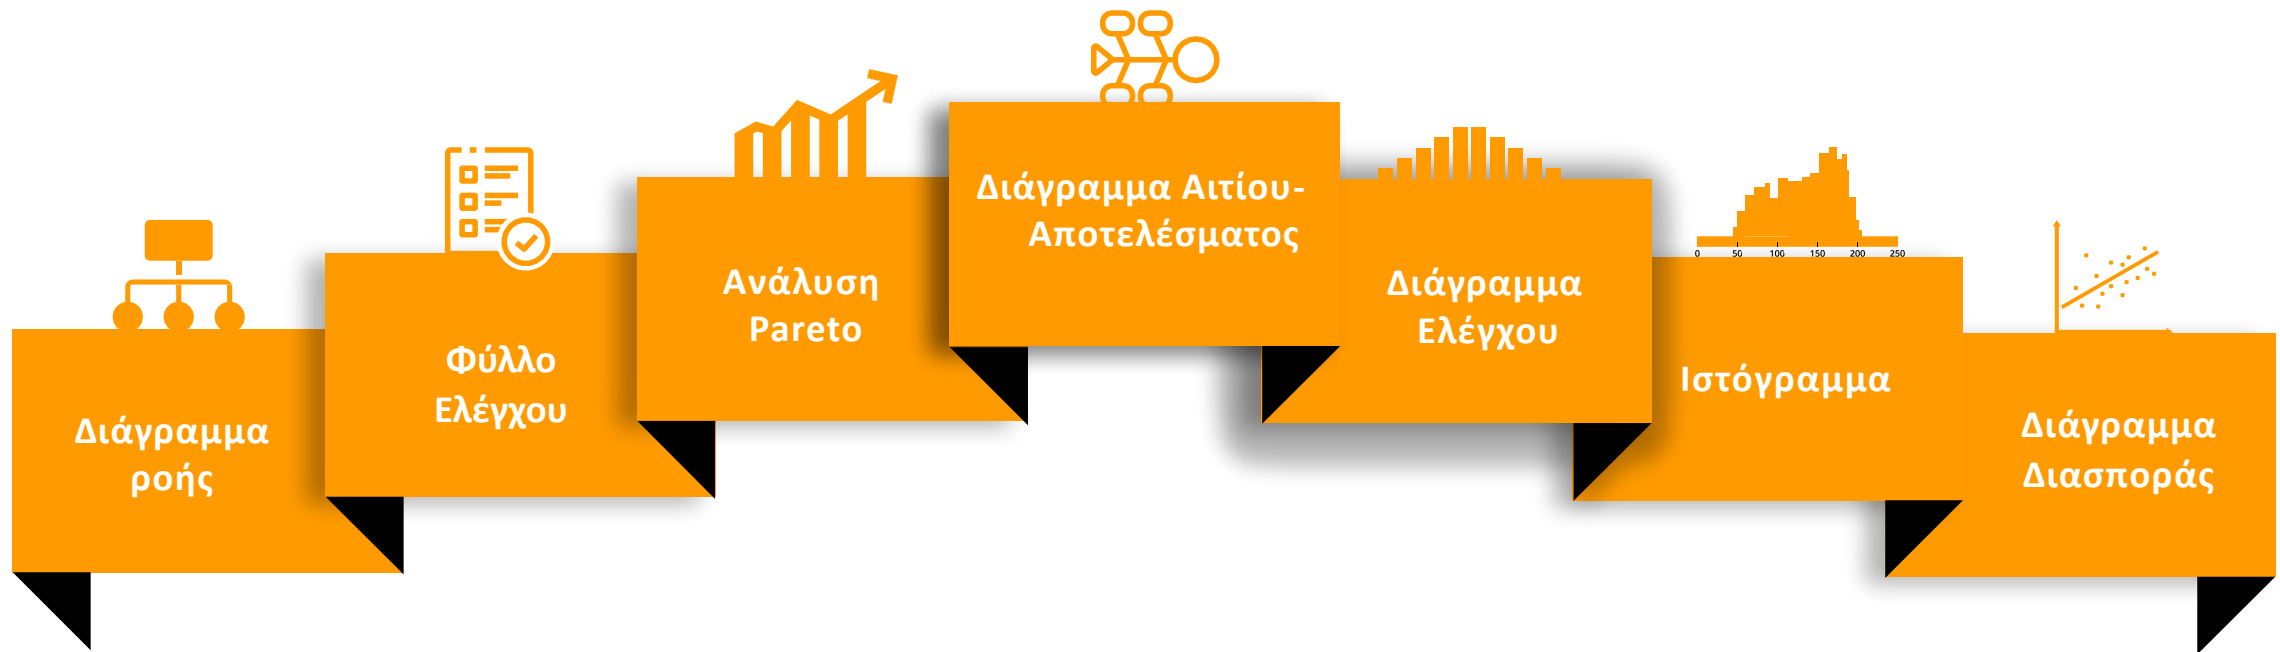 Διάγραμμα
ροής
Φύλλο
Ελέγχου
Ανάλυση
Pareto
Διάγραμμα Αιτίου-
Αποτελέσματος
Διάγραμμα
Ελέγχου
0 50 100 150 200 250
Ιστόγραμμα
Διάγραμμα
Διασποράς